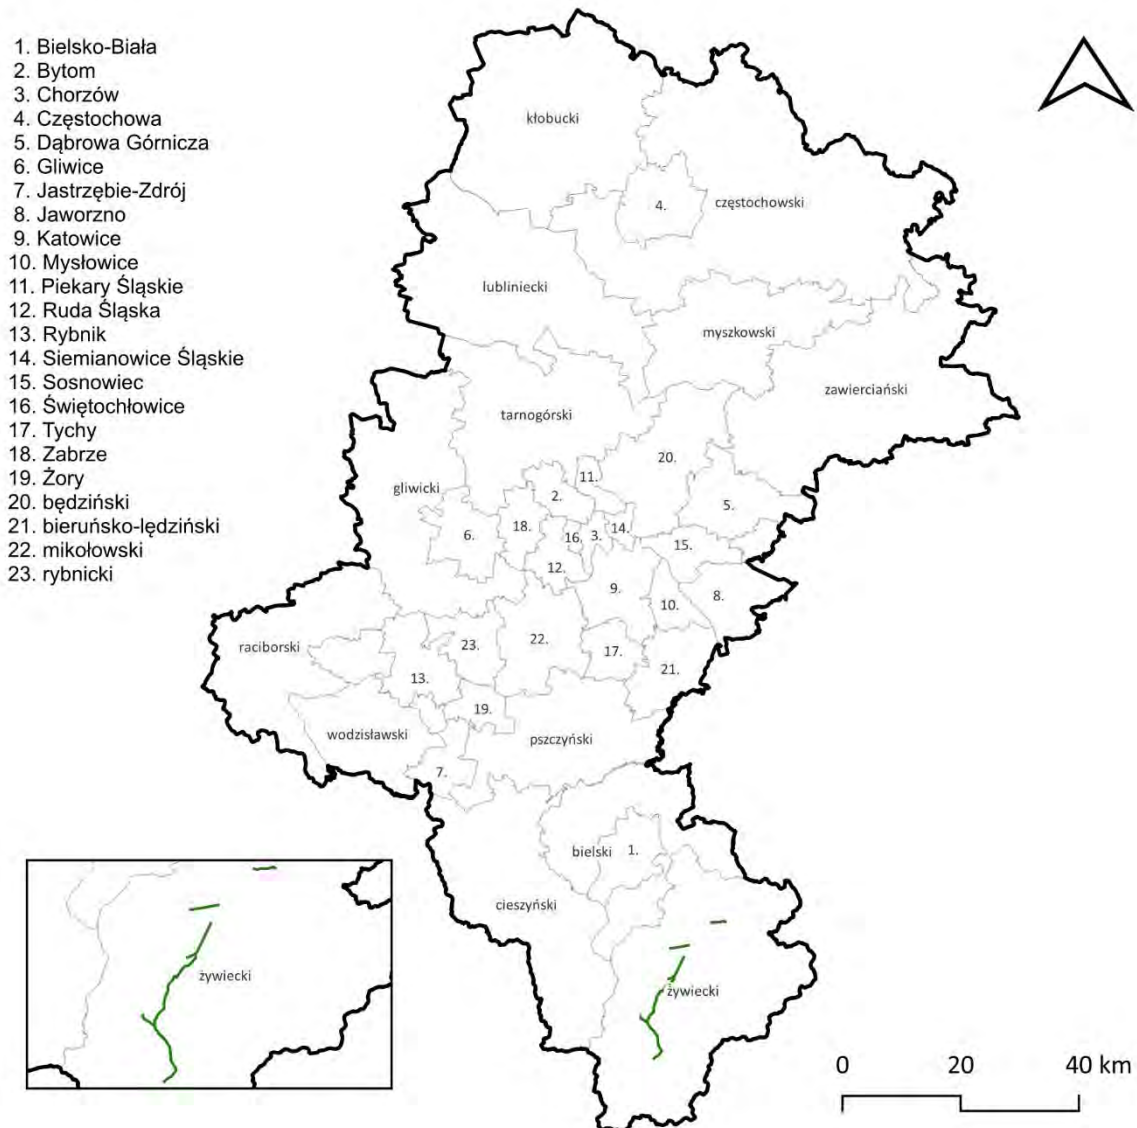 1. Bielsko-Biała
2. Bytom
3. Chorzów
4. Częstochowa
5. Dąbrowa Górnicza
6. Gliwice
7. Jastrzębie-Zdrój
8. Jaworzno
9. Katowice
10. Mysłowice
11. Piekary Śląskie
12. Ruda Śląska
13. Rybnik
14. Siemianowice Śląskie
15. Sosnowiec
16. Świętochłowice
17. Tychy
18. Zabrze
19. Żory
20. będziński
21. bieruńsko-lędziński
22. mikołowski
23. rybnicki
kłobucki
4.
częstochowski
lubliniecki
myszkowski
zawierciański
tarnogórski
20.
11.
gliwicki
2.
5.
6.
18.
16.
3.
14.
15.
12.
9.
10.
8.
raciborski
23.
22.
17.
21.
13.
19.
wodzisławski
pszczyński
7.
bielski
1.
cieszyński
żywiecki
żywiecki
0 20 40 km